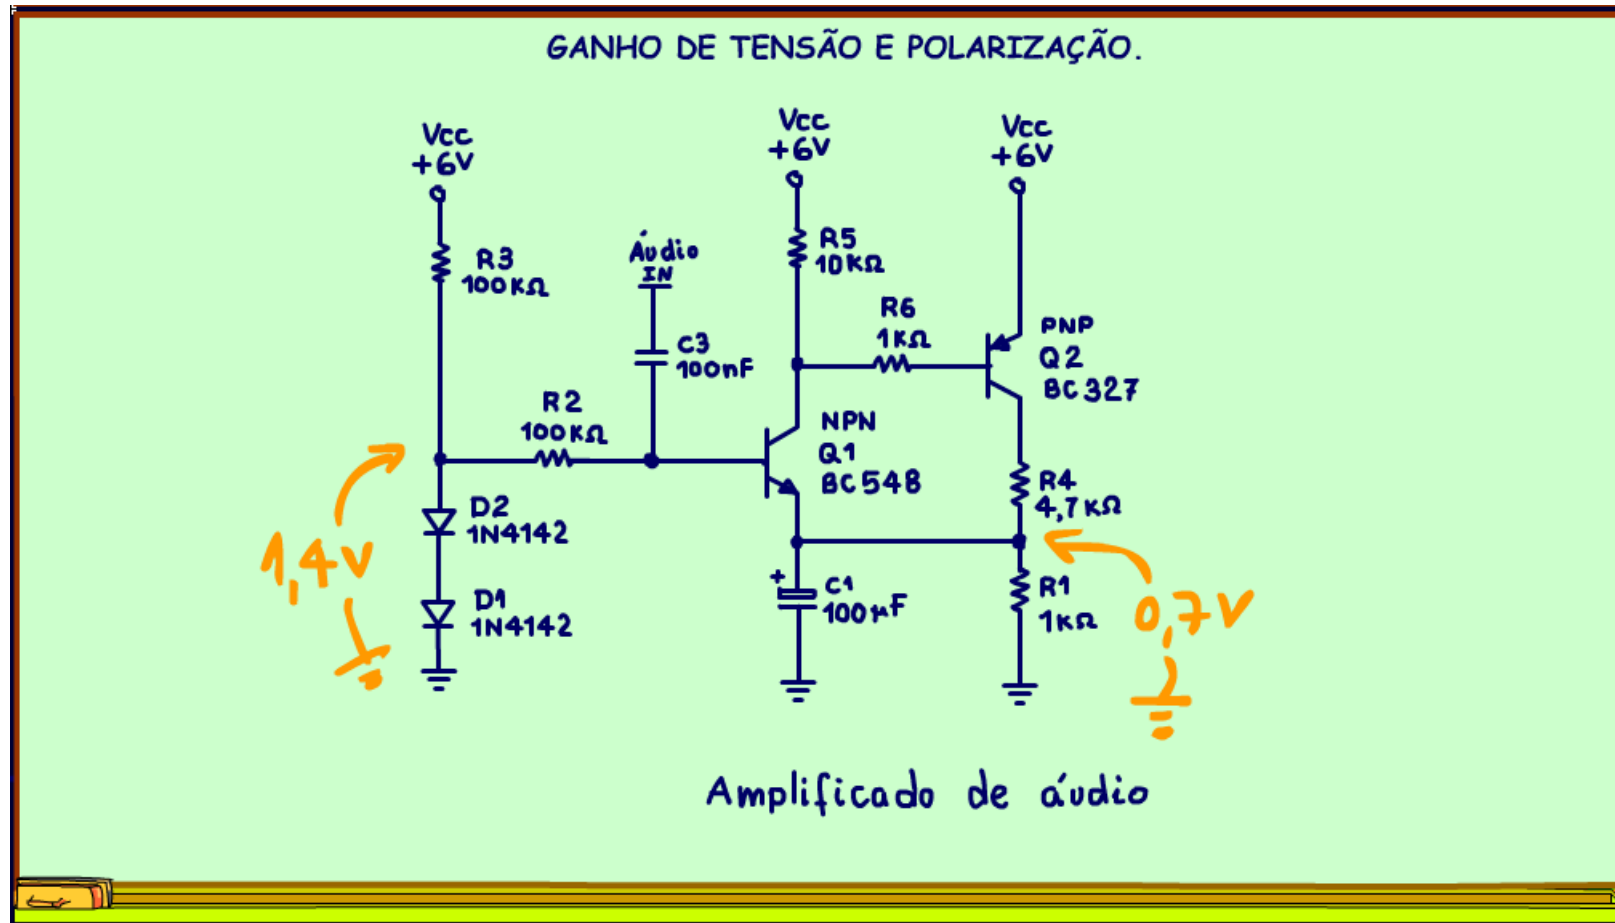 GANHO DE TENSÃO E POLARIZAÇÃO.
Vcc
+6V
Vcc
+6V
Vcc
+6V
R3
100KΩ
Áudio
IN
R5
10KΩ
C3
100nF
R6
1KΩ
PNP
Q2
BC327
R2
100KΩ
NPN
Q1
BC548
R4
4,7KΩ
D2
1N4142
1,4V
D1
1N4142
+
C1
100µF
R1
1KΩ
0,7V
Amplificado de áudio